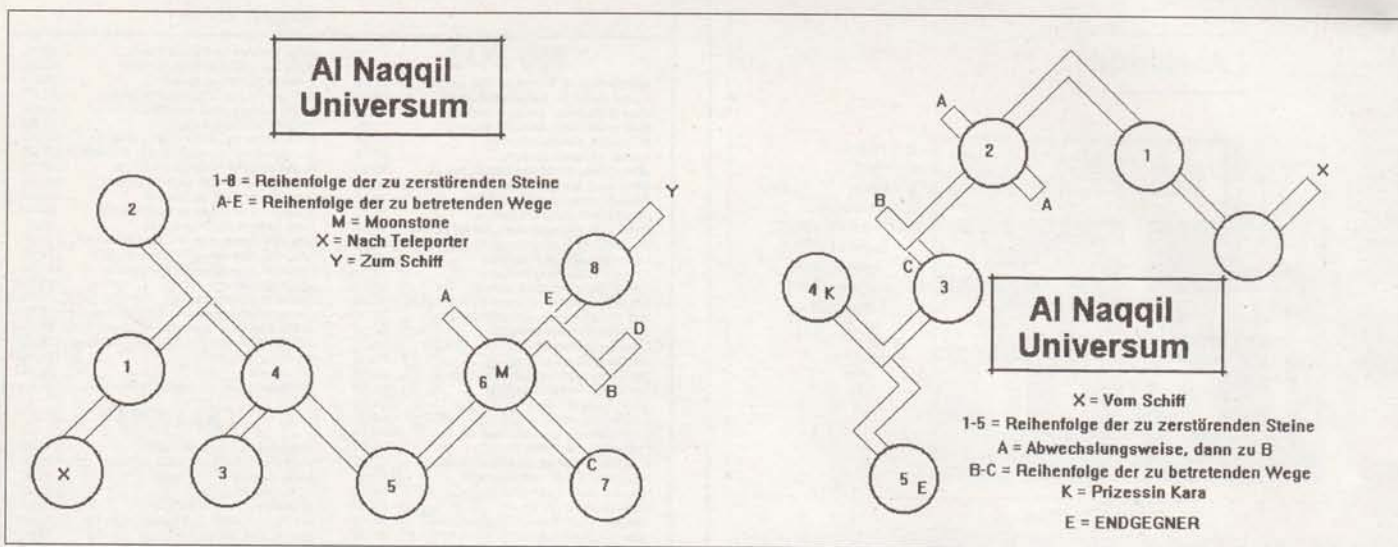 Al Naqqil
Universum
1-8 = Reihenfolge der zu zerstörenden Steine
A-E = Reihenfolge der zu betretenden Wege
M = Moonstone
X = Nach Teleporter
Y = Zum Schiff
2
Y
8
A
E
D
1
4
6 M
B
X
3
5
C
7
A
2
1
X
B
A
C
4 K
3
Al Naqqil
Universum
5 E
X = Vom Schiff
1-5 = Reihenfolge der zu zerstörenden Steine
A = Abwechslungsweise, dann zu B
B-C = Reihenfolge der zu betretenden Wege
K = Prizessin Kara
E = ENDGEGNER